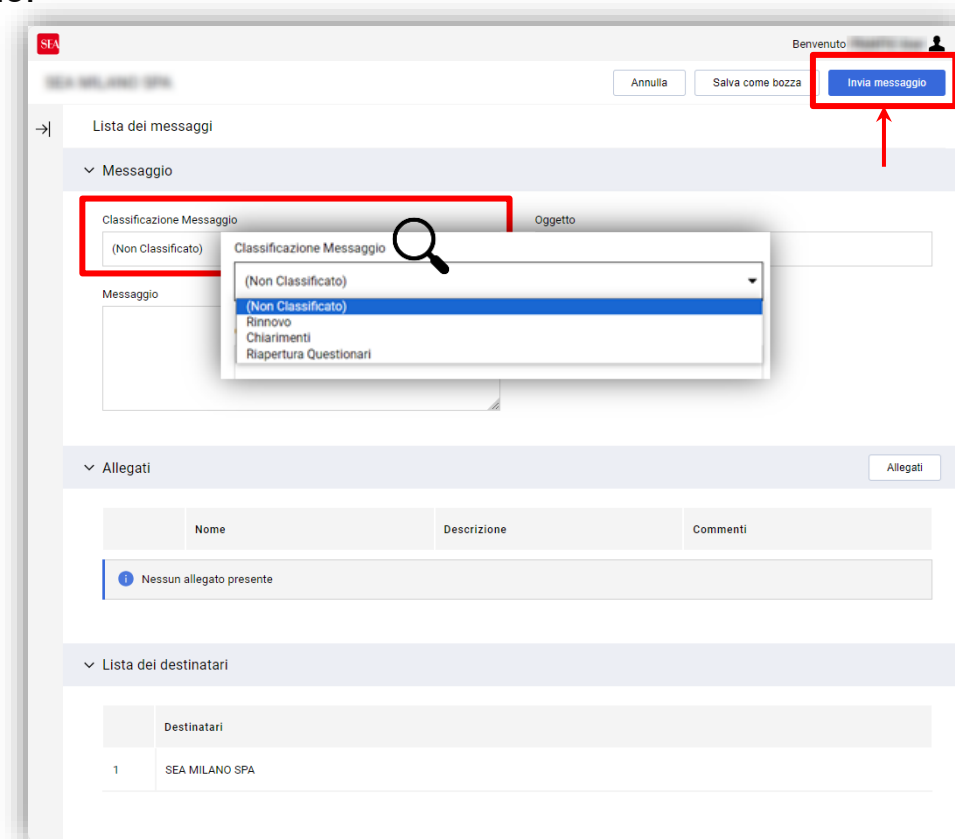 SEA
Benvenuto
SEA MILANO SPA
Annulla
Salva come bozza
Invia messaggio
Lista dei messaggi
Messaggio
Classificazione Messaggio
Oggetto
(Non Classificato)
Classificazione Messaggio
(Non Classificato)
(Non Classificato)
Rinnovo
Chiarimenti
Riapertura Questionari
Messaggio
Allegati
Allegati
Nome
Descrizione
Commenti
Nessun allegato presente
Lista dei destinatari
Destinatari
1
SEA MILANO SPA